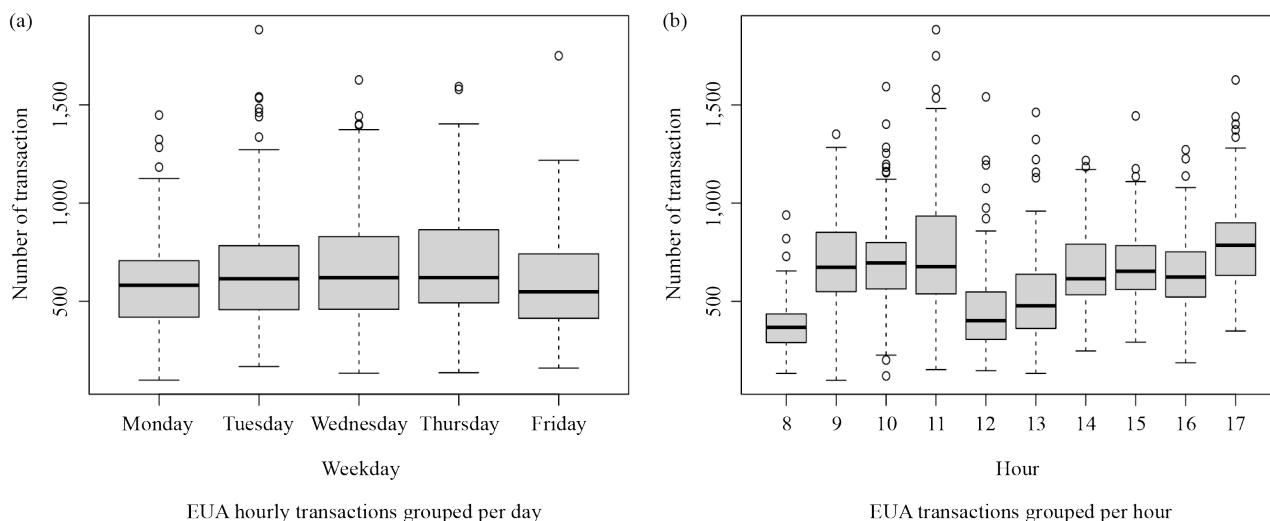 (a)
Number of transaction
1,500
1,000
500
Monday Tuesday Wednesday Thursday Friday
Weekday
EUA hourly transactions grouped per day
(b)
Number of transaction
1,500
1,000
500
8 9 10 11 12 13 14 15 16 17
Hour
EUA transactions grouped per hour